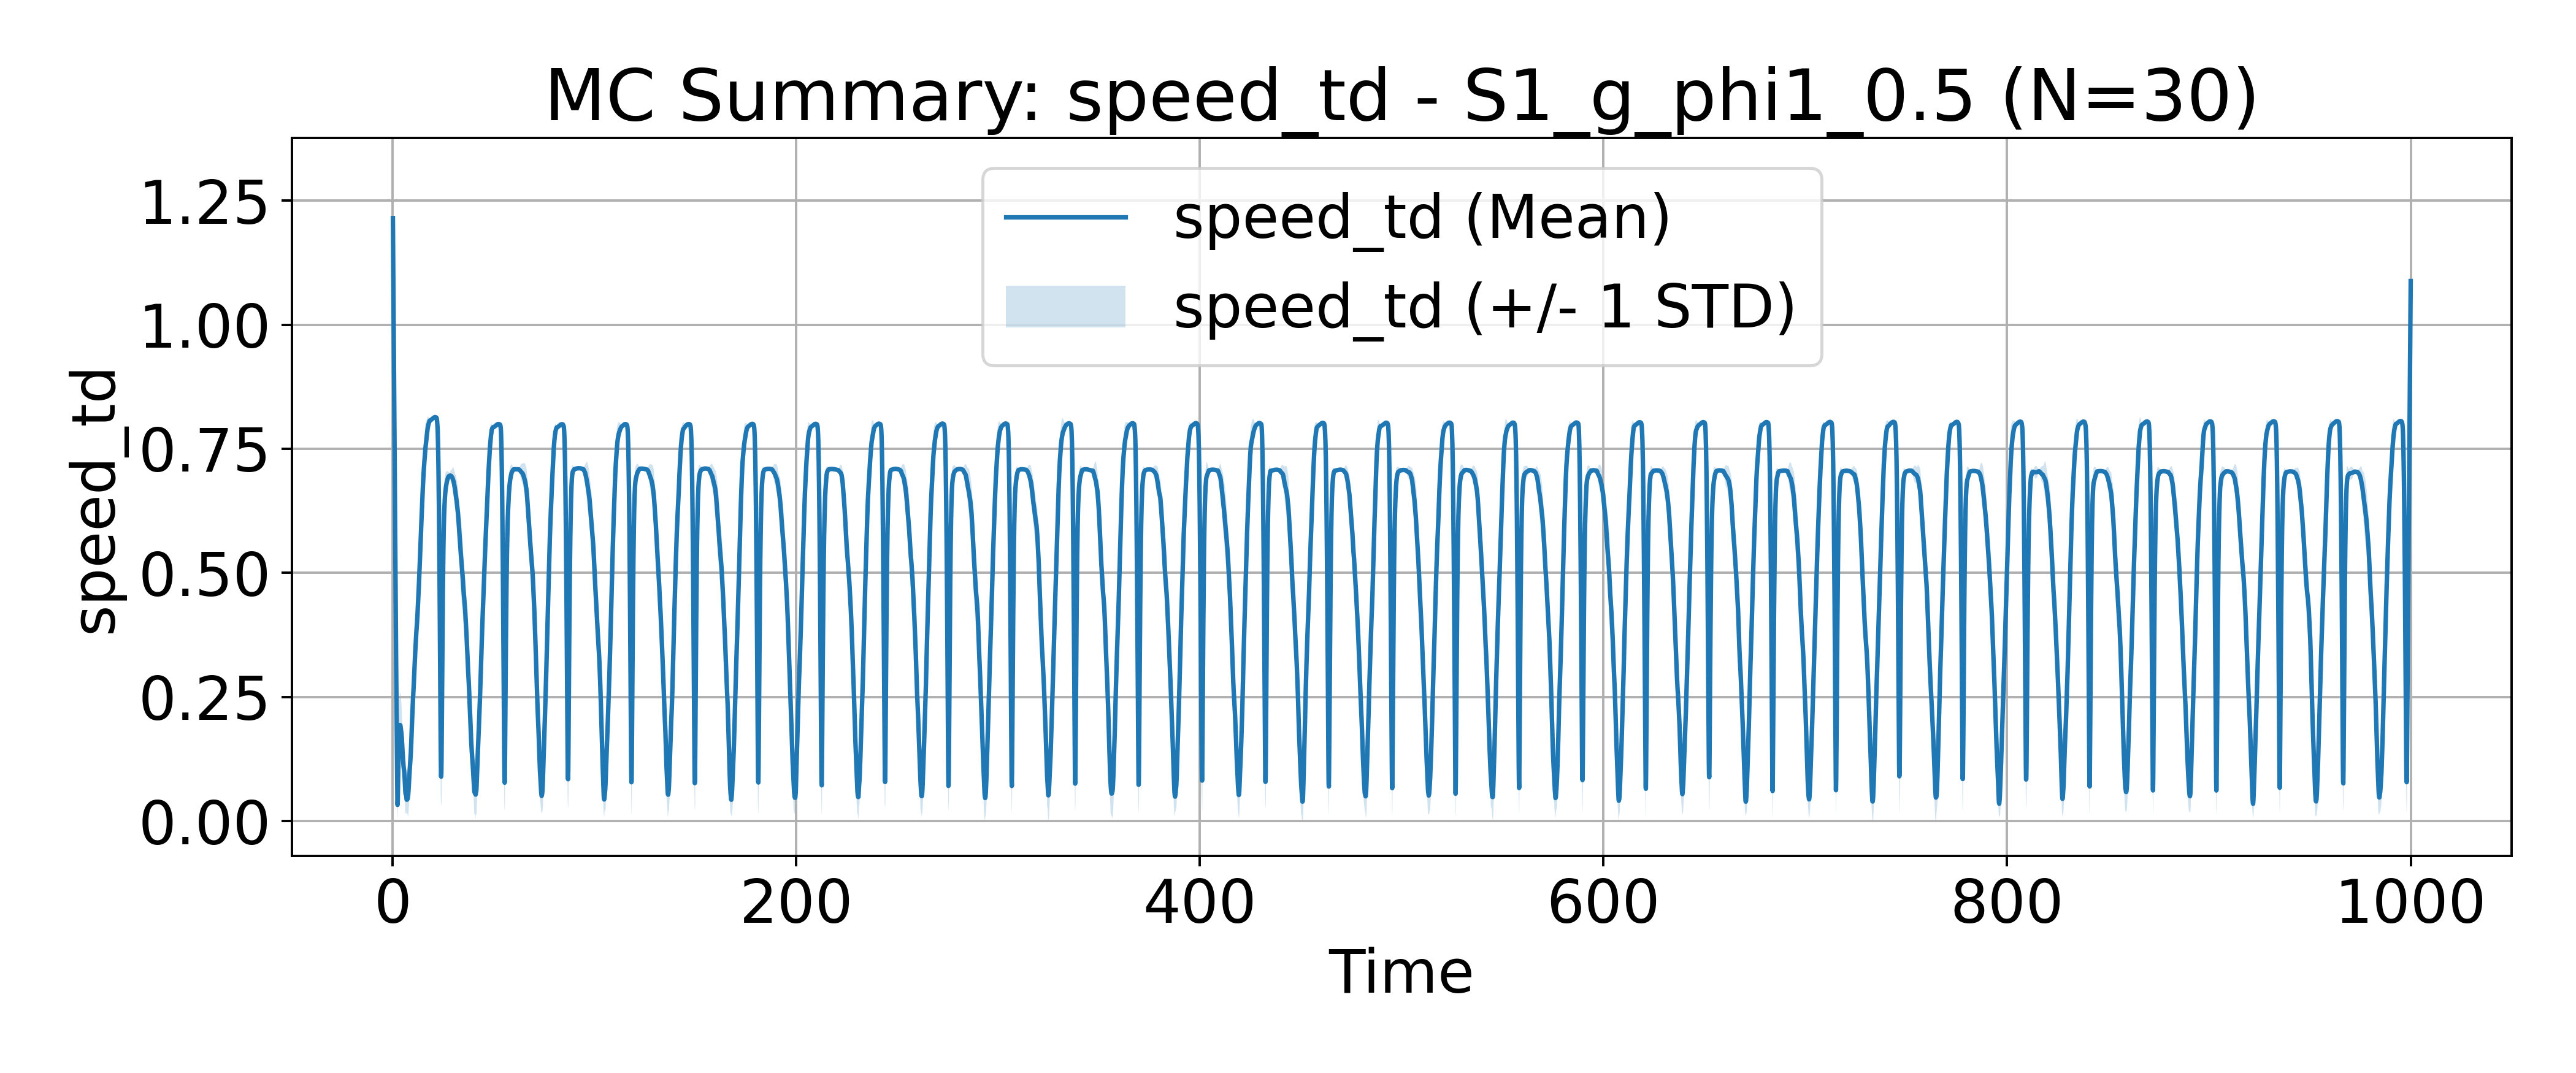 MC Summary: speed_td - S1_g_phi1_0.5 (N=30)
speed_td (Mean)
speed_td (+/- 1 STD)
speed_td
1.25
1.00
0.75
0.50
0.25
0.00
0 200 400 600 800 1000
Time